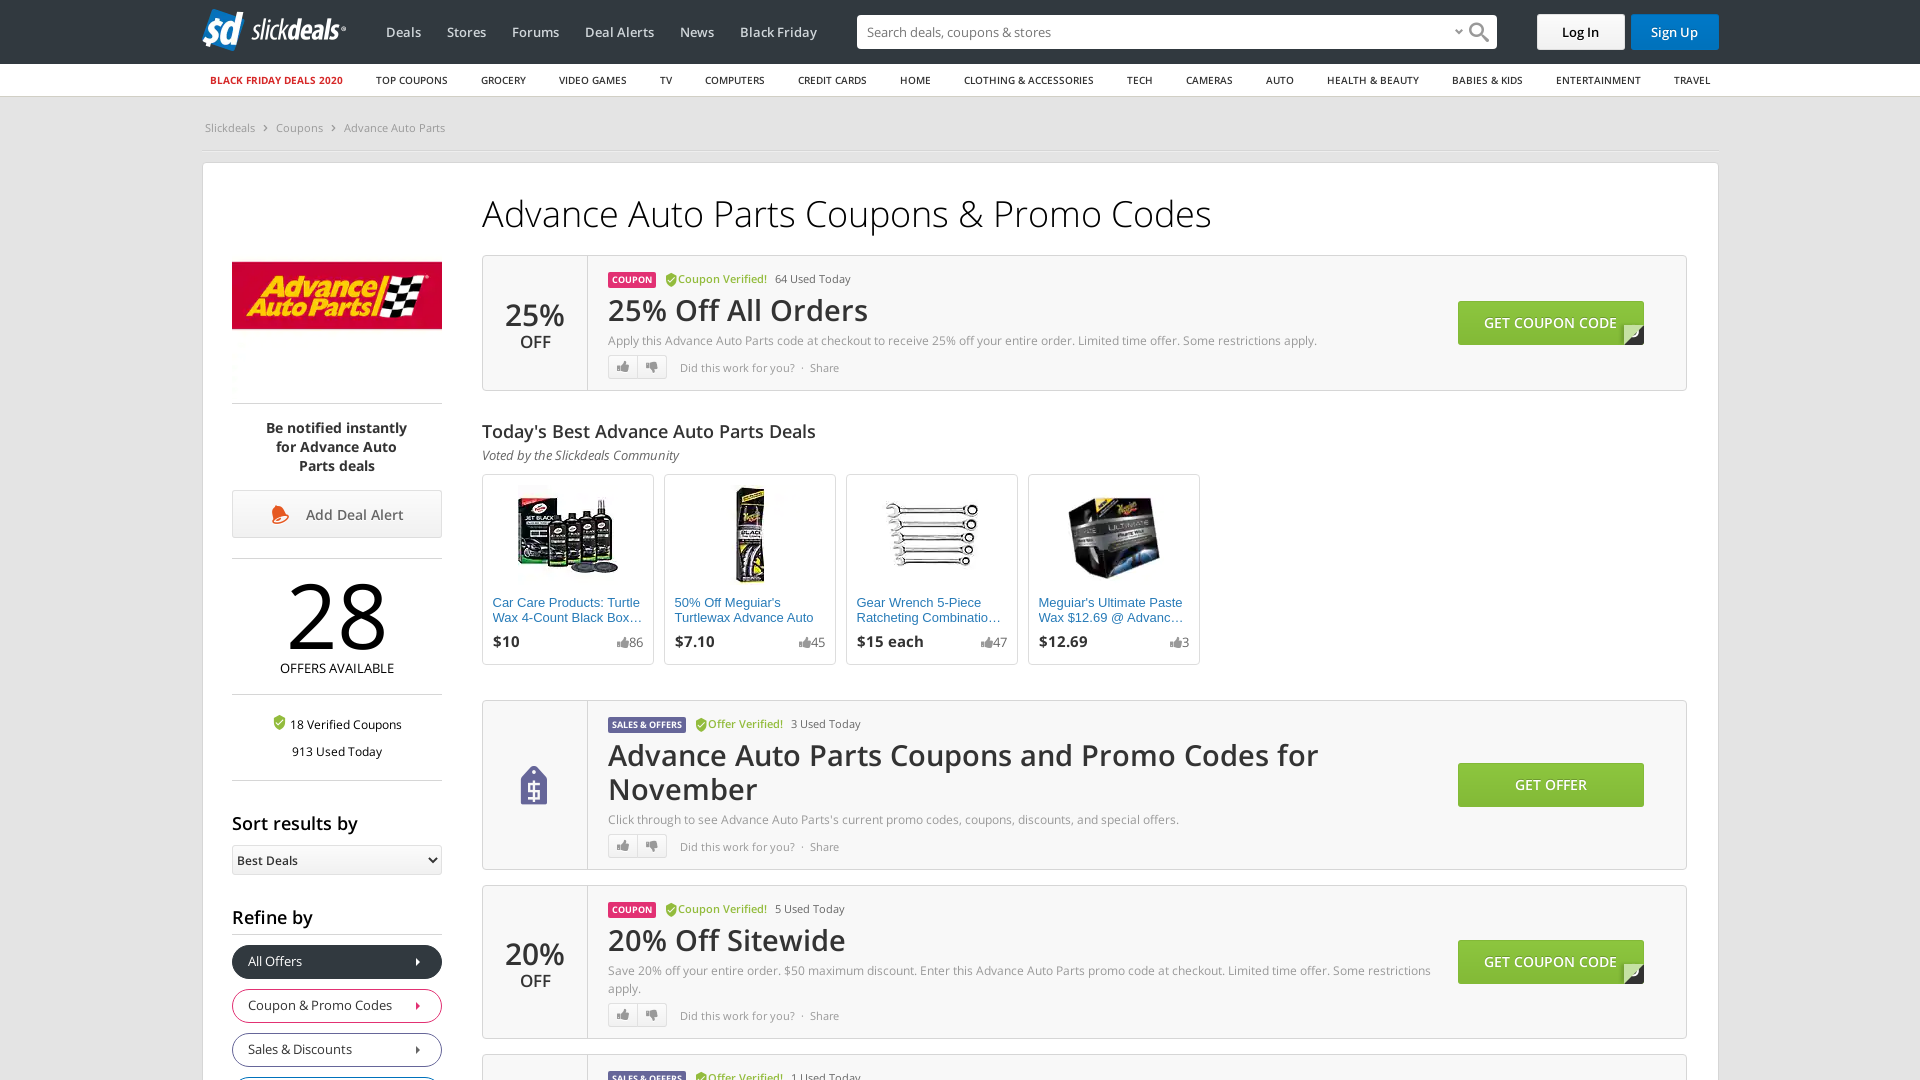 sd slickdeals
Deals
Stores
Forums
Deal Alerts
News
Black Friday
Search deals, coupons & stores
Log In
Sign Up
BLACK FRIDAY DEALS 2020
TOP COUPONS
GROCERY
VIDEO GAMES
TV
COMPUTERS
CREDIT CARDS
HOME
CLOTHING & ACCESSORIES
TECH
CAMERAS
AUTO
HEALTH & BEAUTY
BABIES & KIDS
ENTERTAINMENT
TRAVEL
Slickdeals › Coupons › Advance Auto Parts
Advance
Auto Parts
Be notified instantly
for Advance Auto
Parts deals
Add Deal Alert
28
OFFERS AVAILABLE
18 Verified Coupons
913 Used Today
Sort results by
Best Deals
Refine by
All Offers
Coupon & Promo Codes
Sales & Discounts
Advance Auto Parts Coupons & Promo Codes
25%
OFF
COUPON Coupon Verified! 64 Used Today
25% Off All Orders
Apply this Advance Auto Parts code at checkout to receive 25% off your entire order. Limited time offer. Some restrictions apply.
Did this work for you? · Share
GET COUPON CODE
Today's Best Advance Auto Parts Deals
Voted by the Slickdeals Community
JET BLACK
Car Care Products: Turtle
Wax 4-Count Black Box…
$10 86
50% Off Meguiar's
Turtlewax Advance Auto
$7.10 45
Gear Wrench 5-Piece
Ratcheting Combinatio…
$15 each 47
ULTIMATE
Meguiar's Ultimate Paste
Wax $12.69 @ Advanc…
$12.69 3
SALES & OFFERS Offer Verified! 3 Used Today
Advance Auto Parts Coupons and Promo Codes for
November
Click through to see Advance Auto Parts's current promo codes, coupons, discounts, and special offers.
Did this work for you? · Share
GET OFFER
20%
OFF
COUPON Coupon Verified! 5 Used Today
20% Off Sitewide
Save 20% off your entire order. $50 maximum discount. Enter this Advance Auto Parts promo code at checkout. Limited time offer. Some restrictions
apply.
Did this work for you? · Share
GET COUPON CODE
SALES & OFFERS Offer Verified! 1 Used Today